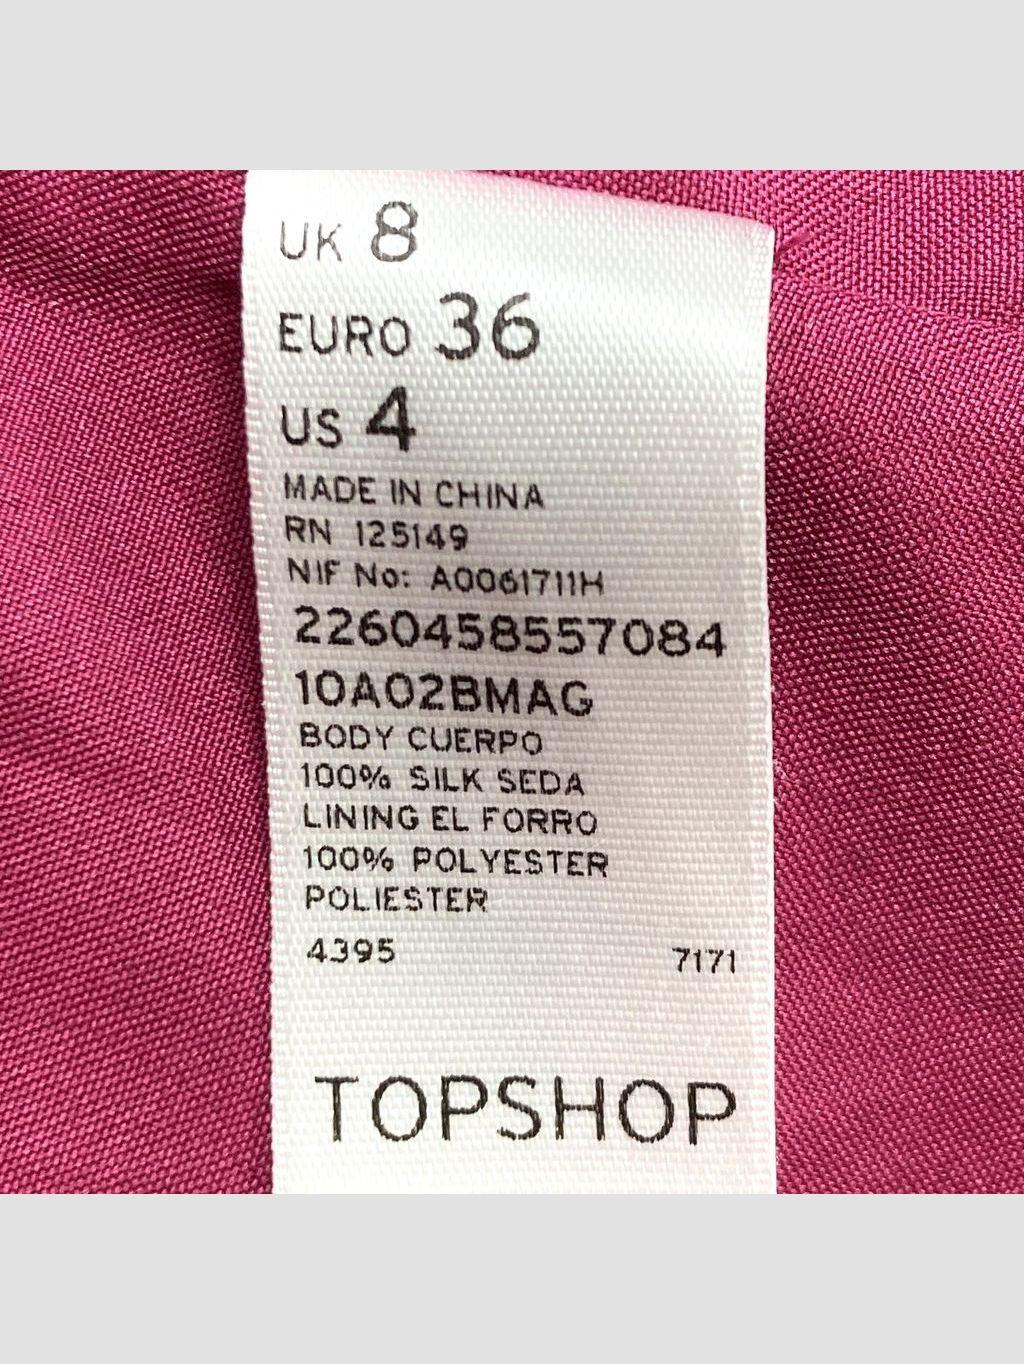 UK 8
EURO 36
US 4
MADE IN CHINA
RN 125149
NIF No: A0061711H
2260458557084
10A02BMAG
BODY CUERPO
100% SILK SEDA
LINING EL FORRO
100% POLYESTER
POLIESTER
4395 7171
TOPSHOP